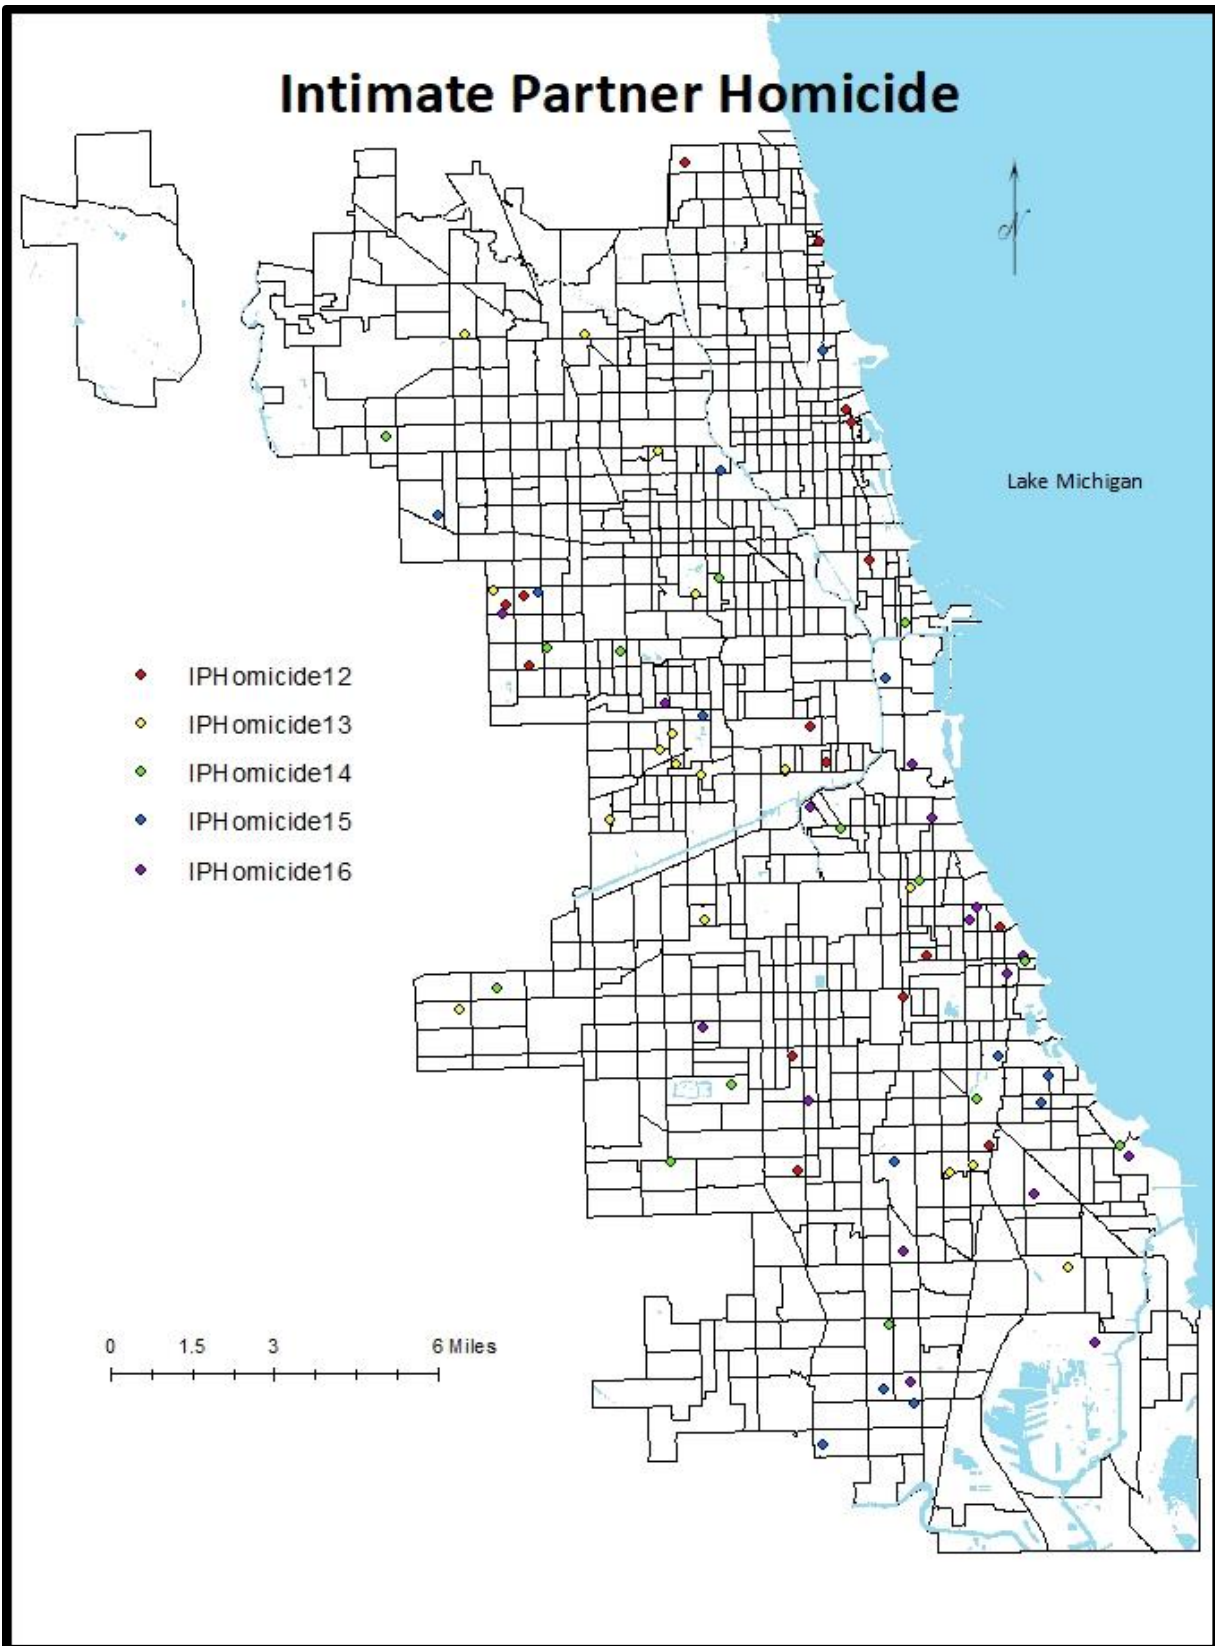 Intimate Partner Homicide
N
Lake Michigan
IPHomicide12
IPHomicide13
IPHomicide14
IPHomicide15
IPHomicide16
0 1.5 3 6 Miles